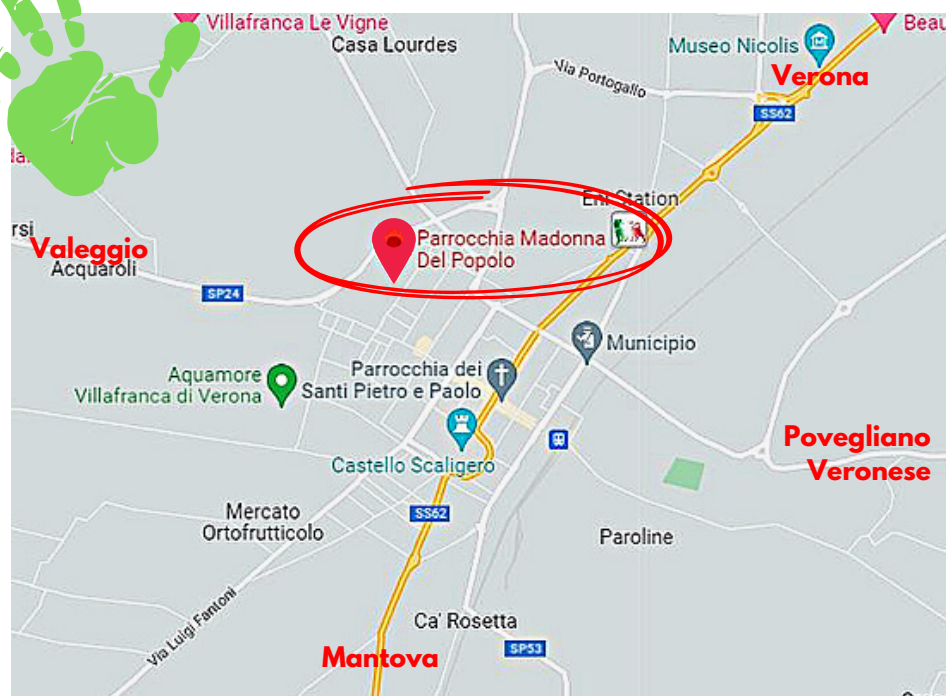 Villafranca Le Vigne
Casa Lourdes
Museo Nicolis
Beau
Verona
Via Portogallo
SS62
Eni Station
rsi
Valeggio
Acquaroli
Parrocchia Madonna
Del Popolo
SP24
Municipio
Aquamore
Villafranca di Verona
Parrocchia dei
Santi Pietro e Paolo
Castello Scaligero
Povegliano
Veronese
Mercato
Ortofrutticolo
SS62
Paroline
Via Luigi Fantoni
Ca' Rosetta
SP53
Mantova